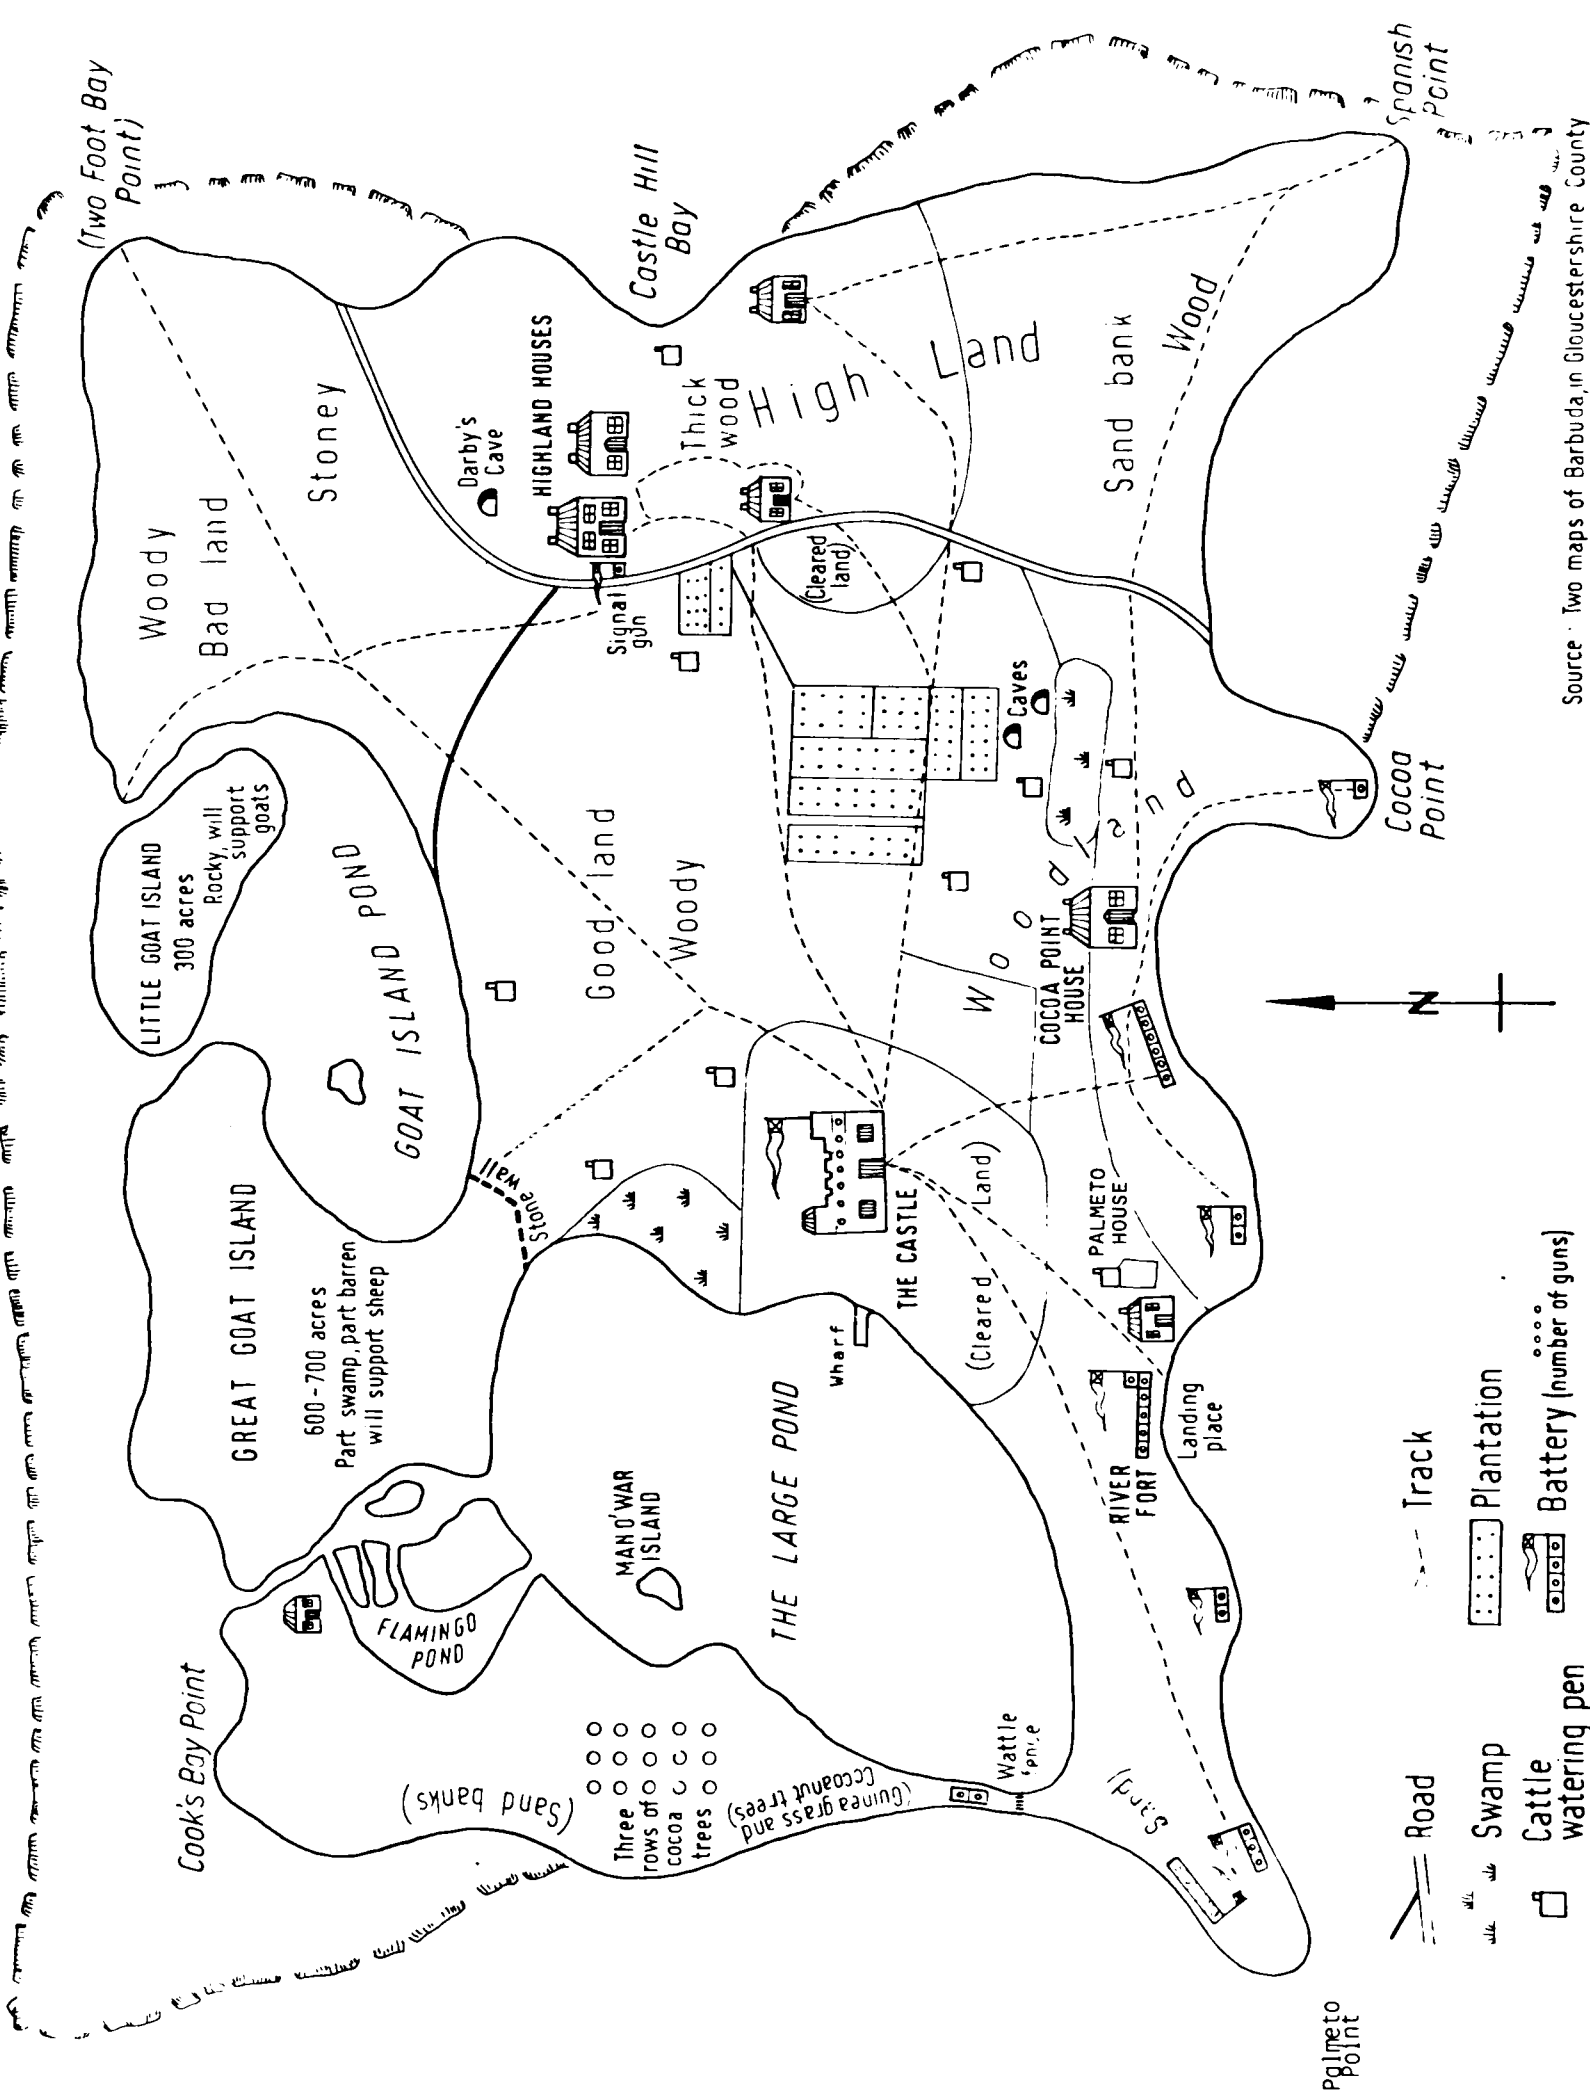 (Two Foot Bay
Point)
Woody
Bad land
Stoney
LITTLE GOAT ISLAND
300 acres
Rocky, will
support
goats
GOAT ISLAND POND
GREAT GOAT ISLAND
600-700 acres
Part swamp, part barren
will support sheep
Cook's Bay Point
FLAMINGO
POND
Stone wall
Good land
Woody
Darby's
Cave
HIGHLAND HOUSES
Signal
gun
Castle Hill
Bay
Thick
wood
High Land
(Cleared
land)
Sand bank
Wood
Spanish
Point
Caves
Wood land
COCOA POINT
HOUSE
Cocoa
Point
THE CASTLE
Wharf
(Cleared Land)
MAN O'WAR
ISLAND
THE LARGE POND
(Sand banks)
Three
rows of
cocoa
trees
(Guinea grass and
Cocoanut trees)
Wattle
(Sand)
PALMETO
HOUSE
RIVER
FORT
Landing
place
Palmeto
Point
N
Road
Track
Swamp
Plantation
Cattle
watering pen
Battery (number of guns)
Source : Two maps of Barbuda, in Gloucestershire County